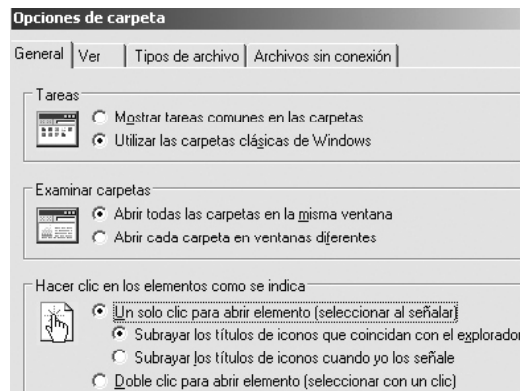 Opciones de carpeta
General Ver Tipos de archivo Archivos sin conexión
Tareas
Mostrar tareas comunes en las carpetas
Utilizar las carpetas clásicas de Windows
Examinar carpetas
Abrir todas las carpetas en la misma ventana
Abrir cada carpeta en ventanas diferentes
Hacer clic en los elementos como se indica
Un solo clic para abrir elemento (seleccionar al señalar)
Subrayar los títulos de iconos que coincidan con el explorador
Subrayar los títulos de iconos cuando yo los señale
Doble clic para abrir elemento (seleccionar con un clic)